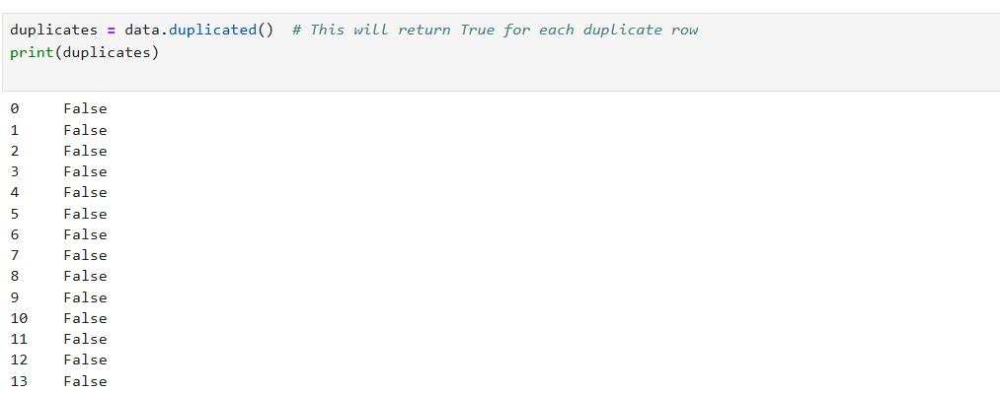 duplicates = data.duplicated()  # This will return True for each duplicate row
print(duplicates)
0     False
1     False
2     False
3     False
4     False
5     False
6     False
7     False
8     False
9     False
10    False
11    False
12    False
13    False